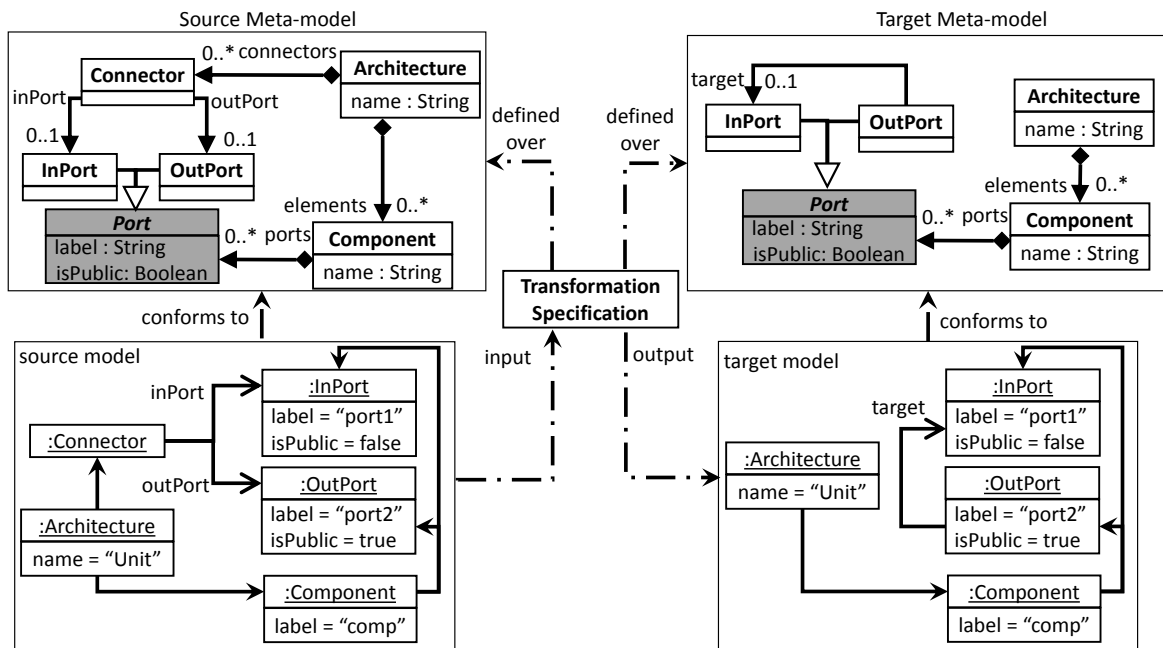 Source Meta-model
Connector
0..* connectors
Architecture
name : String
inPort
outPort
0..1
0..1
InPort
OutPort
Port
label : String
isPublic: Boolean
0..* ports
elements
0..*
Component
name : String
Target Meta-model
target
0..1
InPort
OutPort
Architecture
name : String
Port
label : String
isPublic: Boolean
0..* ports
elements
0..*
Component
name : String
defined
over
defined
over
Transformation
Specification
conforms to
input
output
conforms to
source model
inPort
:InPort
label = “port1”
isPublic = false
:Connector
outPort
:OutPort
label = “port2”
isPublic = true
:Architecture
name = “Unit”
:Component
label = “comp”
target model
:InPort
label = “port1”
isPublic = false
target
:Architecture
name = “Unit”
:OutPort
label = “port2”
isPublic = true
:Component
label = “comp”